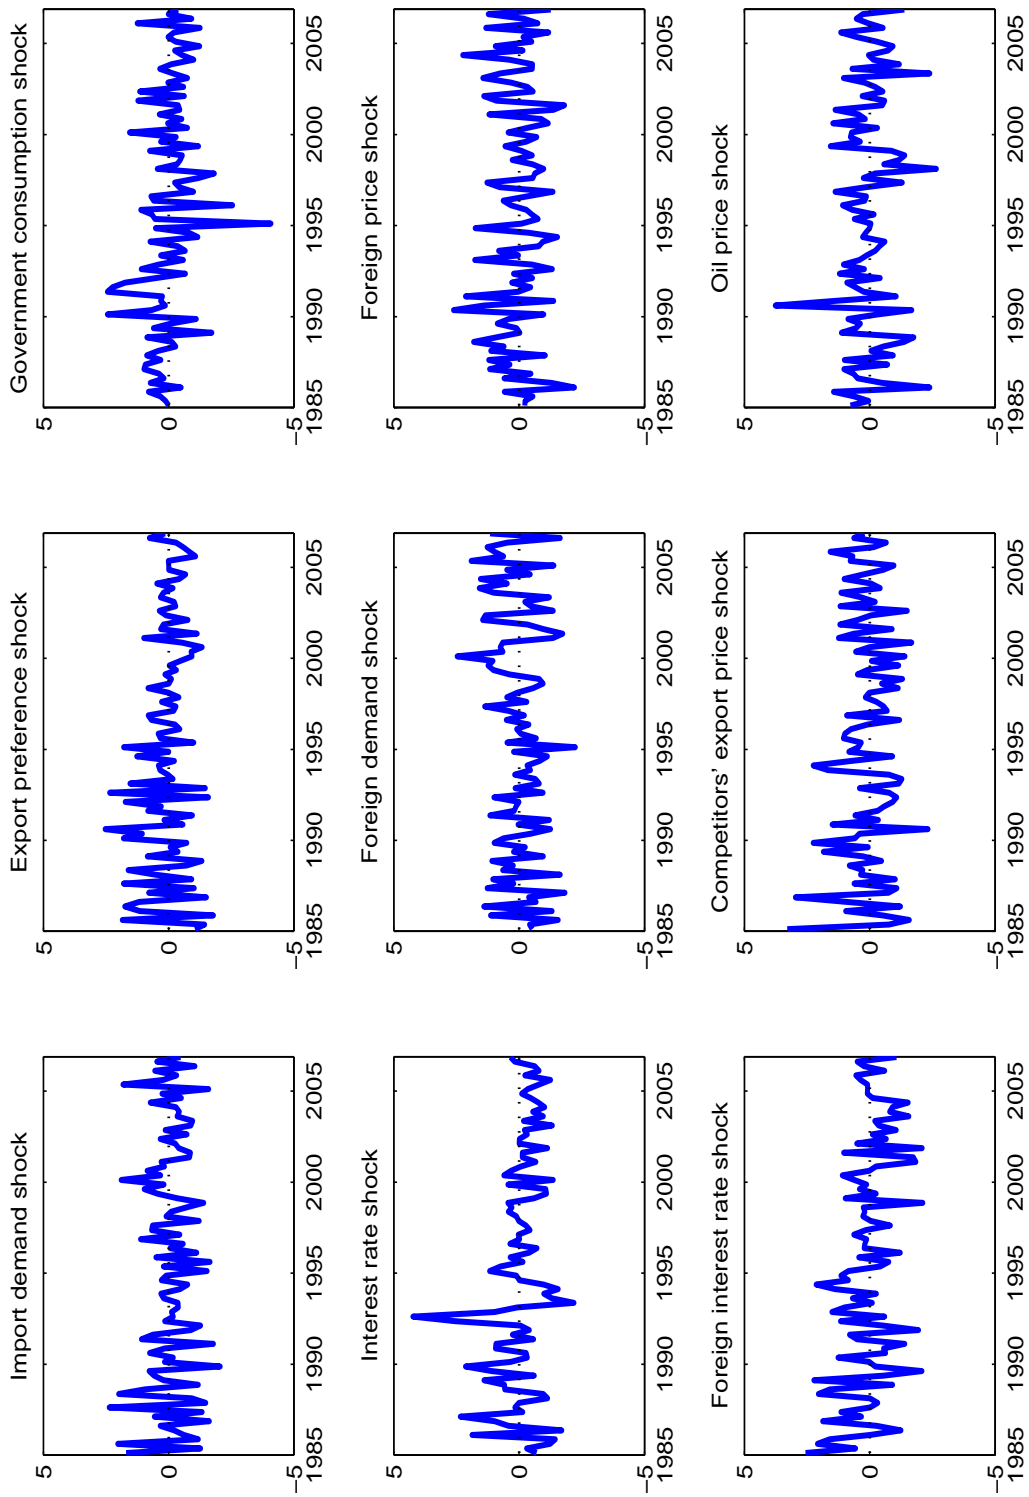 Import demand shock
5
0
−5
1985 1990 1995 2000 2005
Export preference shock
5
0
−5
1985 1990 1995 2000 2005
Government consumption shock
5
0
−5
1985 1990 1995 2000 2005
Interest rate shock
5
0
−5
1985 1990 1995 2000 2005
Foreign demand shock
5
0
−5
1985 1990 1995 2000 2005
Foreign price shock
5
0
−5
1985 1990 1995 2000 2005
Foreign interest rate shock
5
0
−5
1985 1990 1995 2000 2005
Competitors' export price shock
5
0
−5
1985 1990 1995 2000 2005
Oil price shock
5
0
−5
1985 1990 1995 2000 2005